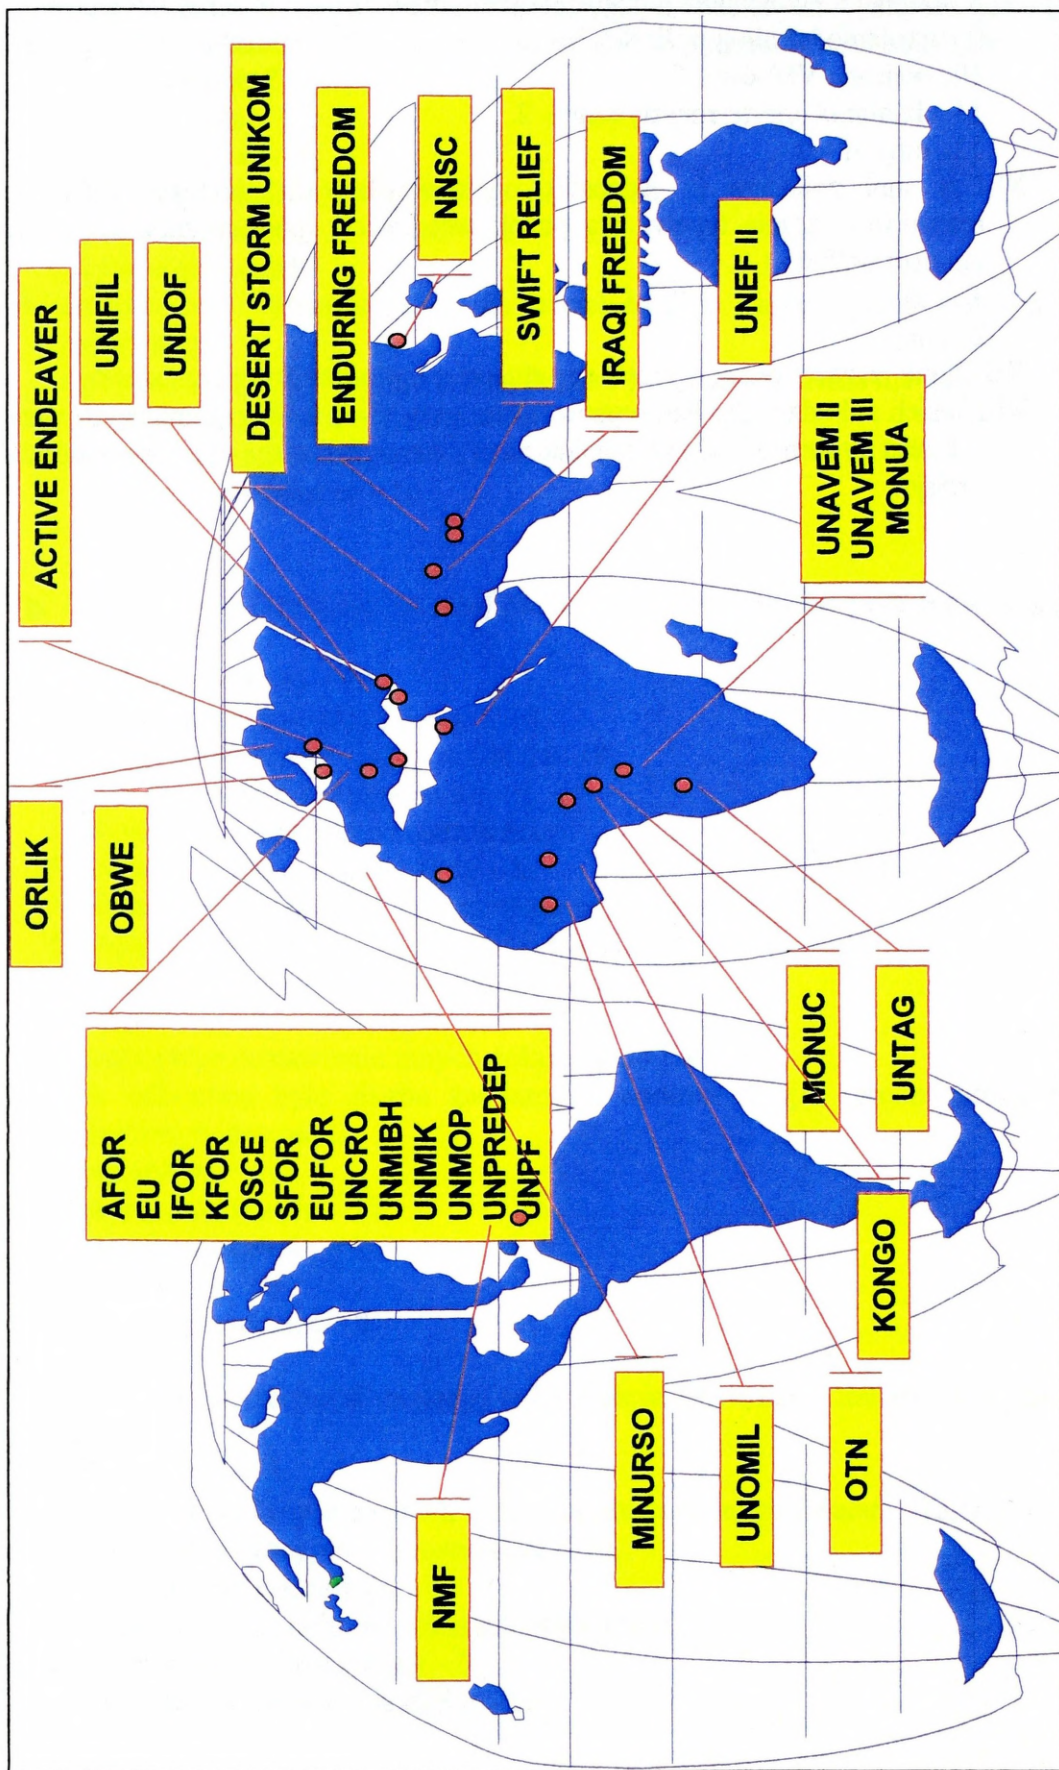 ORLIK
OBWE
ACTIVE ENDEAVER
UNIFIL
UNDOF
DESERT STORM UNIKOM
ENDURING FREEDOM
NNSC
SWIFT RELIEF
IRAQI FREEDOM
UNEF II
UNAVEM II
UNAVEM III
MONUA
AFOR
EU
IFOR
KFOR
OSCE
SFOR
EUFOR
UNCRO
UNMIBH
UNMIK
UNMOP
UNPREDEP
UNPF
NMF
MINURSO
UNOMIL
OTN
KONGO
MONUC
UNTAG